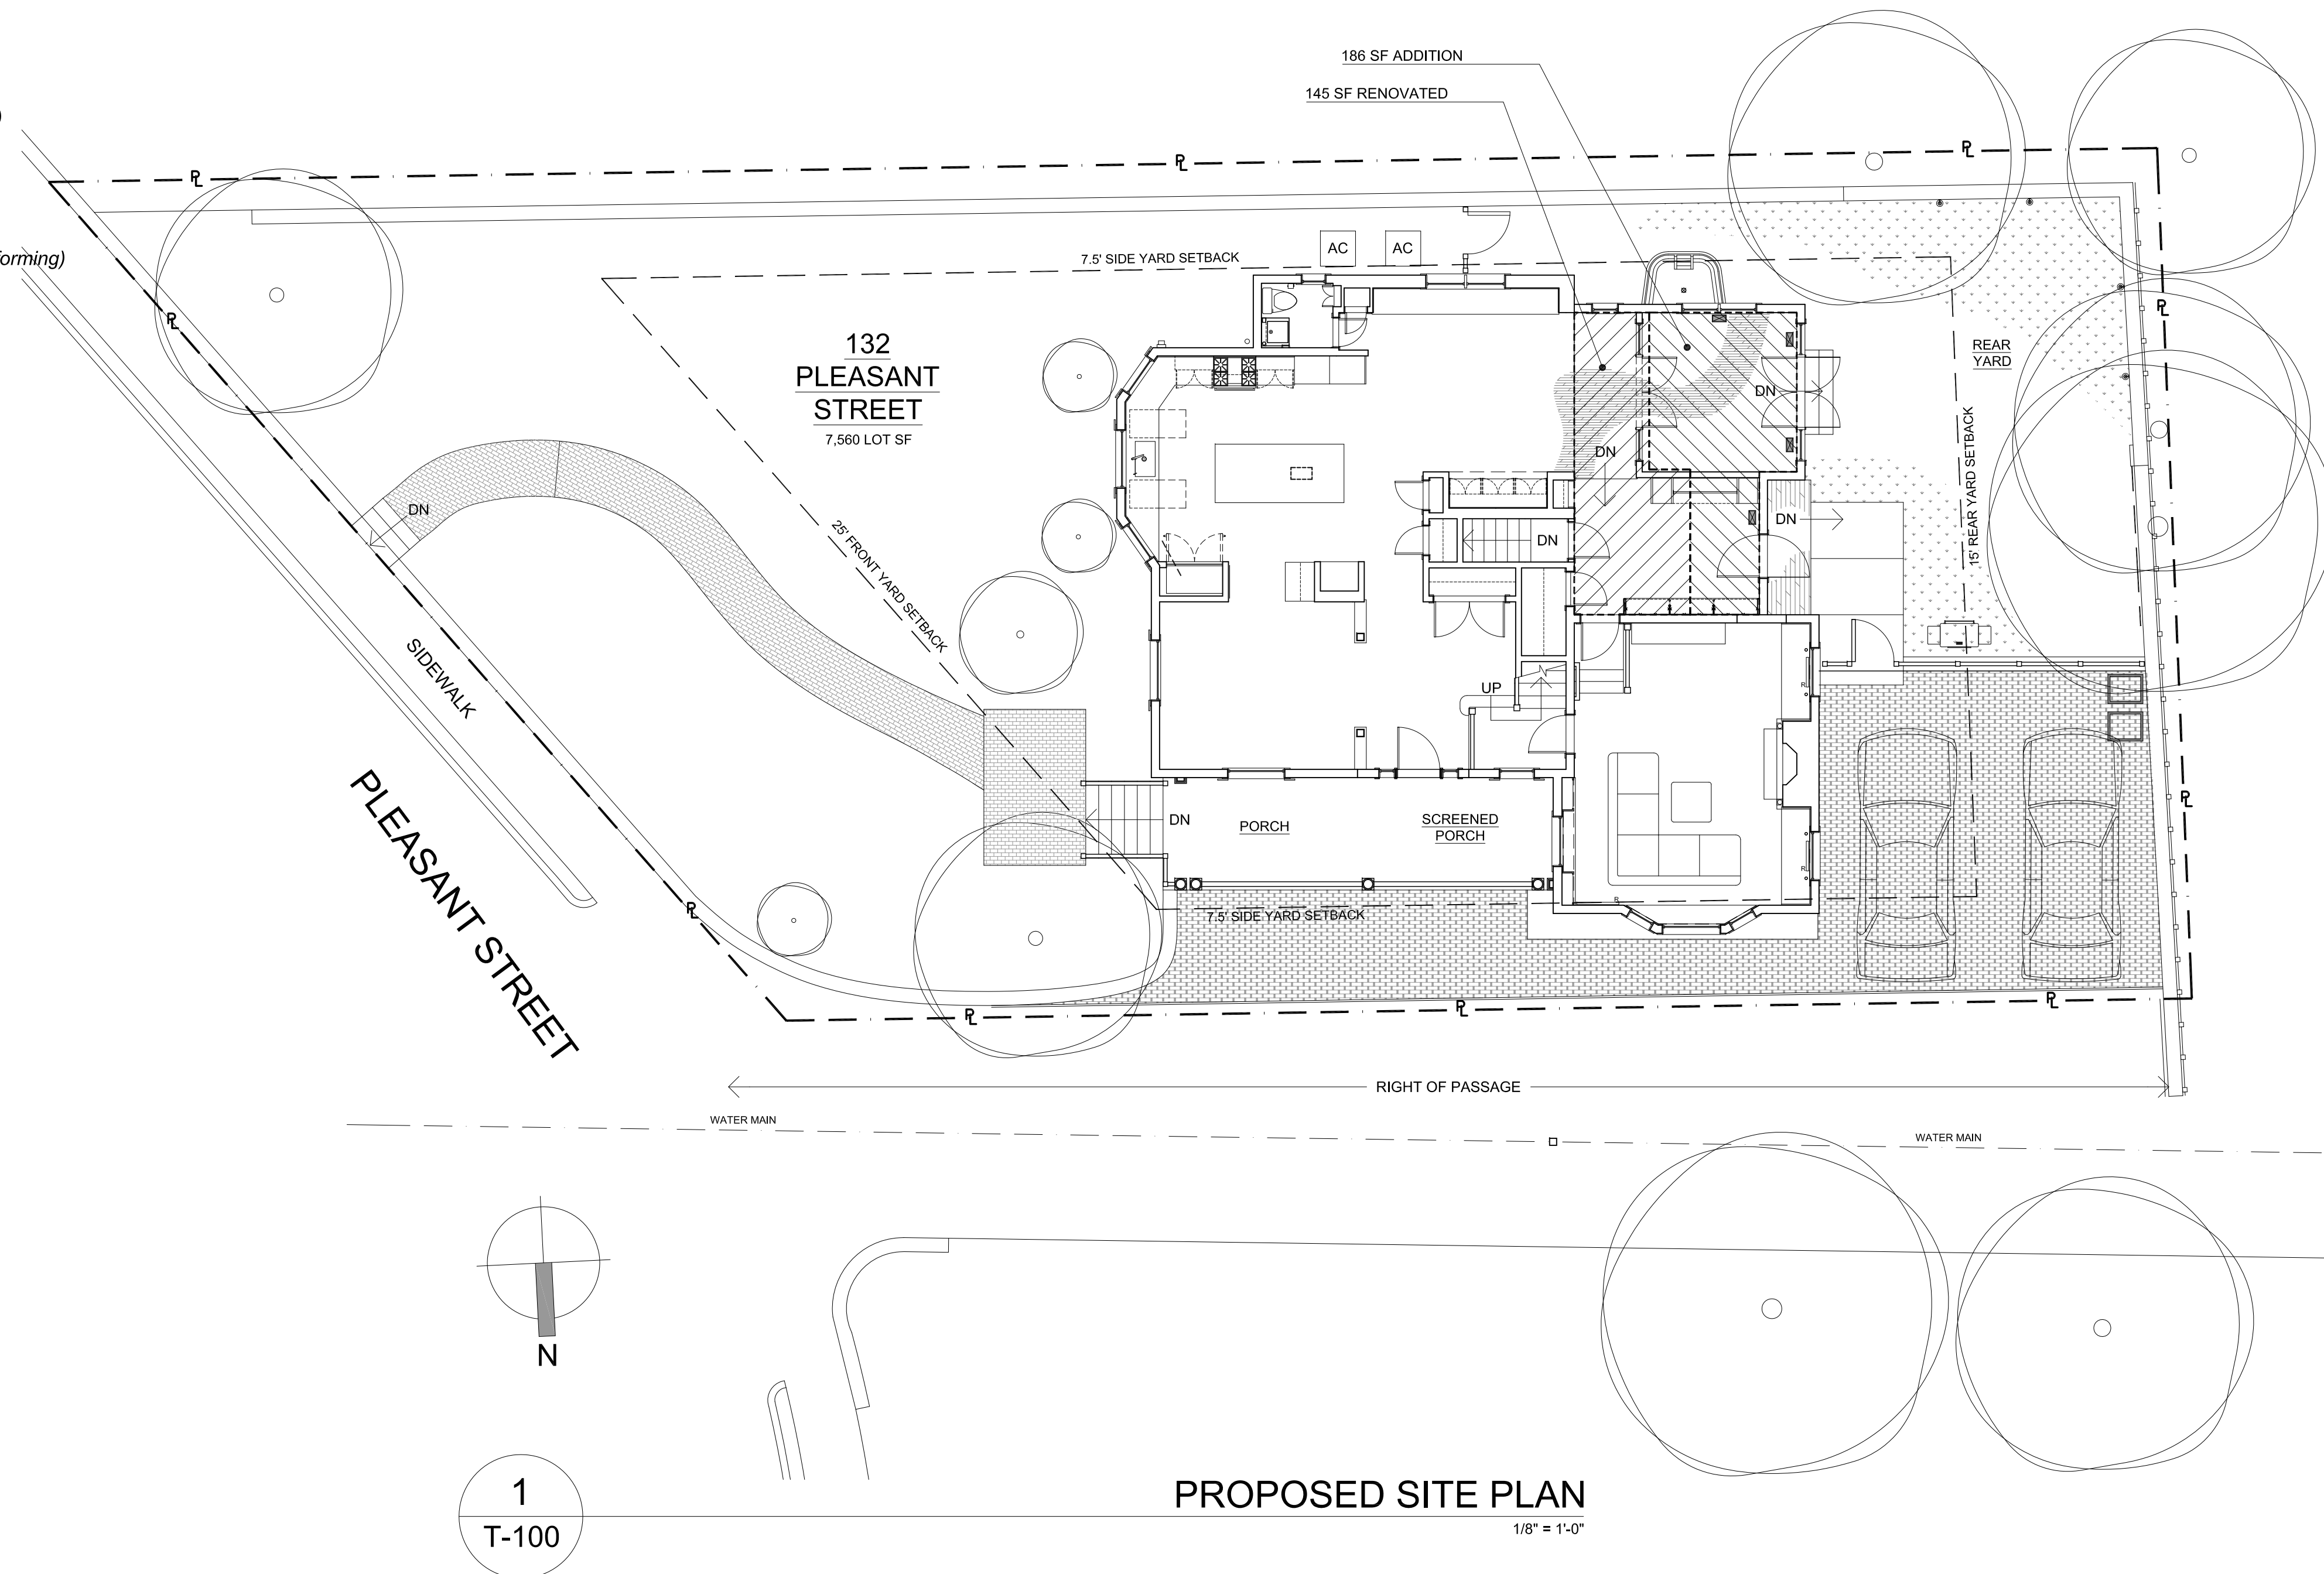 186 SF ADDITION
145 SF RENOVATED
)
forming)
AC
AC
7.5' SIDE YARD SETBACK
132
PLEASANT
STREET
7,560 LOT SF
REAR
YARD
DN
DN
DN
DN
DN
15' REAR YARD SETBACK
25' FRONT YARD SETBACK
SIDEWALK
UP
R
PORCH
SCREENED
PORCH
DN
R
R
7.5' SIDE YARD SETBACK
PLEASANT STREET
PL
PL
PL
PL
PL
PL
PL
PL
PL
PL
RIGHT OF PASSAGE
WATER MAIN
WATER MAIN
N
1
T-100
PROPOSED SITE PLAN
1/8" = 1'-0"